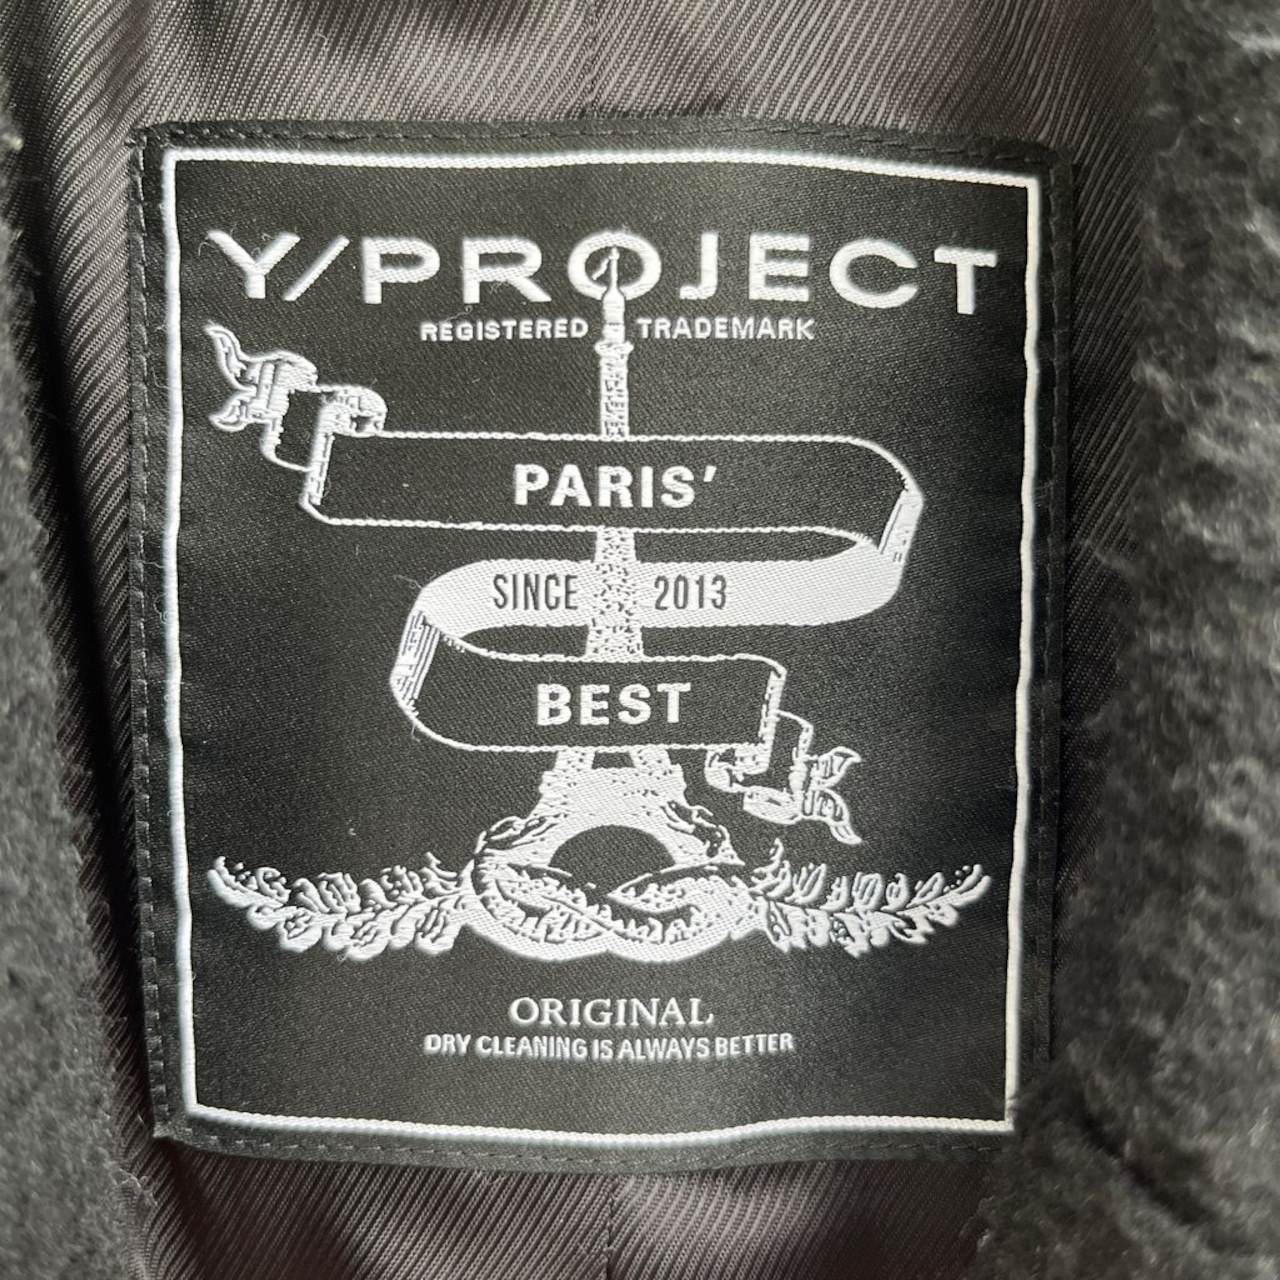 Y/PROJECT
REGISTERED TRADEMARK
PARIS'
SINCE 2013
BEST
ORIGINAL
DRY CLEANING IS ALWAYS BETTER